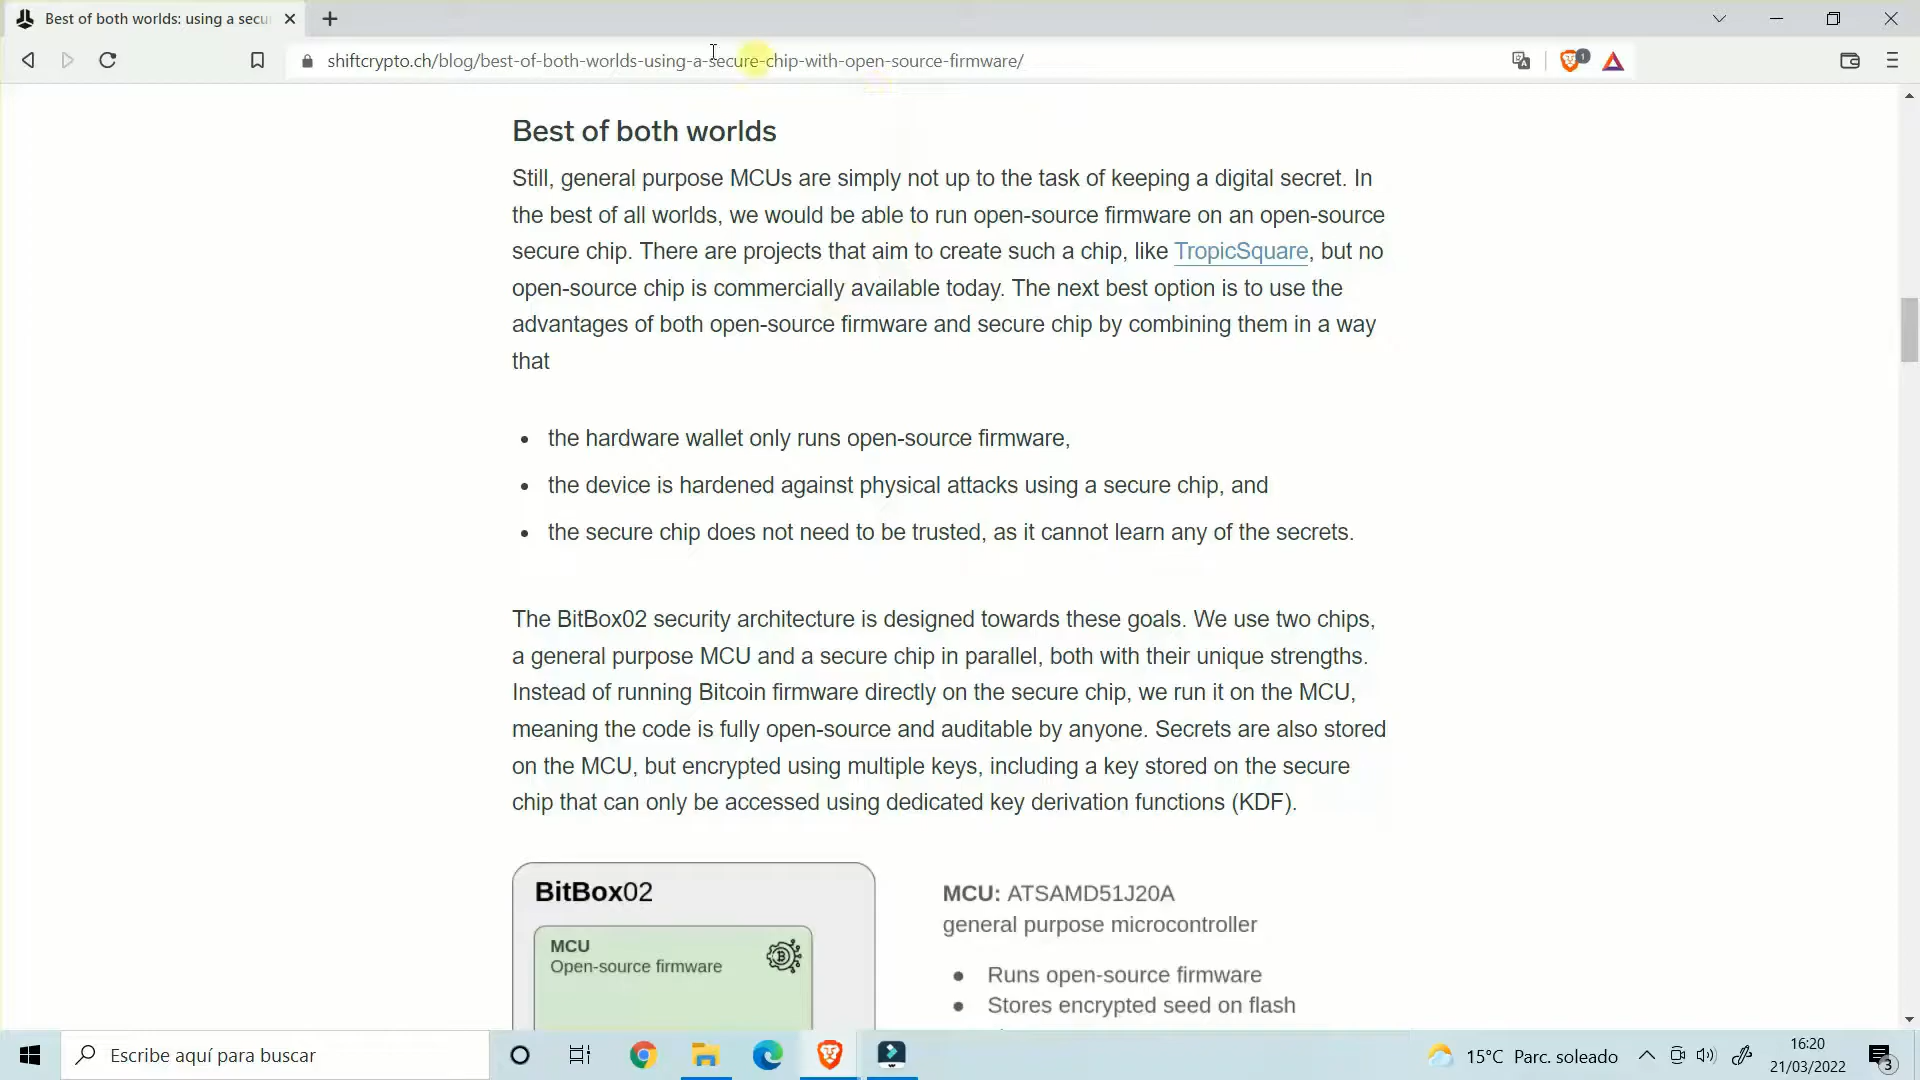 Best of both worlds: using a secu
shiftcrypto.ch/blog/best-of-both-worlds-using-a-secure-chip-with-open-source-firmware/
1
Best of both worlds
Still, general purpose MCUs are simply not up to the task of keeping a digital secret. In
the best of all worlds, we would be able to run open-source firmware on an open-source
secure chip. There are projects that aim to create such a chip, like TropicSquare, but no
open-source chip is commercially available today. The next best option is to use the
advantages of both open-source firmware and secure chip by combining them in a way
that
• the hardware wallet only runs open-source firmware,
• the device is hardened against physical attacks using a secure chip, and
• the secure chip does not need to be trusted, as it cannot learn any of the secrets.
The BitBox02 security architecture is designed towards these goals. We use two chips,
a general purpose MCU and a secure chip in parallel, both with their unique strengths.
Instead of running Bitcoin firmware directly on the secure chip, we run it on the MCU,
meaning the code is fully open-source and auditable by anyone. Secrets are also stored
on the MCU, but encrypted using multiple keys, including a key stored on the secure
chip that can only be accessed using dedicated key derivation functions (KDF).
BitBox02
MCU
Open-source firmware
MCU: ATSAMD51J20A
general purpose microcontroller
• Runs open-source firmware
• Stores encrypted seed on flash
Escribe aquí para buscar
15°C Parc. soleado
16:20
21/03/2022
3